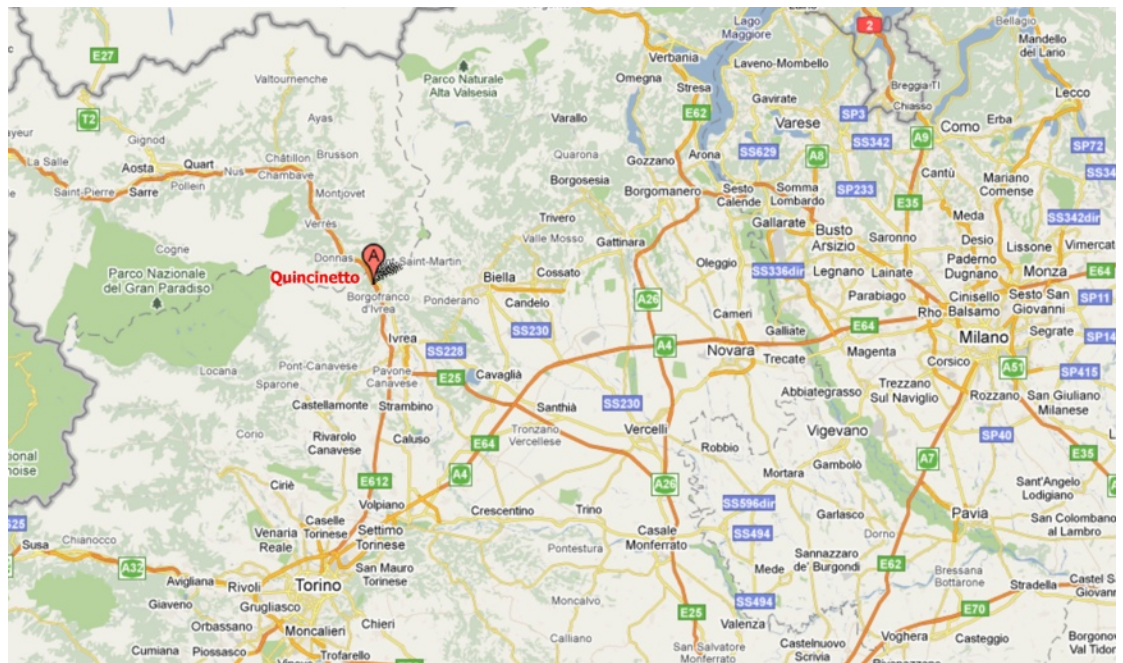 Lago
Maggiore
2
Bellagio
Mandello
del Lario
E27
Valtournenche
Parco Naturale
Alta Valsesia
Verbania
Laveno-Mombello
Omegna
Stresa
Breggia-TI
Lecco
T2
Ayas
Varallo
E62
Gavirate
SP3
Chiasso
Gignod
Varese
SS342
A9
Como
Erba
La Salle
Aosta
Quart
Châtillon
Brusson
Quarona
Gozzano
Arona
SS629
A8
SP72
Saint-Pierre
Sarre
Pollein
Nus
Chambave
Montjovet
Borgosesia
Borgomanero
Sesto
Calende
Somma
Lombardo
SP233
Cantù
Mariano
Comense
E35
Verrès
Trivero
Gallarate
Meda
SS342dir
Cogne
Valle Mosso
Gattinara
Busto
Arsizio
Saronno
Desio
Lissone
Vimercat
Donnas
A
Saint-Martin
Oleggio
SS336dir
Legnano
Lainate
Paderno
Dugnano
Monza
E64
Parco Nazionale
del Gran Paradiso
Quincinetto
Biella
Cossato
Borgofranco
d'Ivrea
Ponderano
Candelo
A26
Cameri
Parabiago
Rho
Cinisello
Balsamo
Sesto San
Giovanni
SP11
SS230
Galliate
E64
Milano
Segrate
SP14
Ivrea
SS228
A4
Novara
Trecate
Magenta
Corsico
A51
SP415
Locana
Pont-Canavese
Pavone
Canavese
E25
Cavaglià
Sparone
Abbiategrasso
Trezzano
Sul Naviglio
Rozzano
San Giuliano
Milanese
Castellamonte
Strambino
Santhià
SS230
Corio
Rivarolo
Canavese
Caluso
E64
Tronzano
Vercellese
Vercelli
Robbio
Vigevano
SP40
E35
A4
A26
Mortara
Gambolò
A7
Ciriè
E612
Sant'Angelo
Lodigiano
Volpiano
Crescentino
Trino
SS596dir
Garlasco
Pavia
Caselle
Torinese
Settimo
Torinese
Venaria
Reale
Casale
Monferrato
SS494
Dorno
San Colombano
al Lambro
Susa
Chianocco
Pontestura
Sannazzaro
de' Burgondi
A32
San Mauro
Torinese
Mede
E62
Bressana
Bottarone
Avigliana
Rivoli
Torino
Stradella
Giaveno
Grugliasco
Moncalvo
SS494
E25
E70
Orbassano
Moncalieri
Chieri
Valenza
Calliano
Voghera
Casteggio
Cumiana
Piossasco
Trofarello
San Salvatore
Monferrato
Castelnuovo
Scrivia